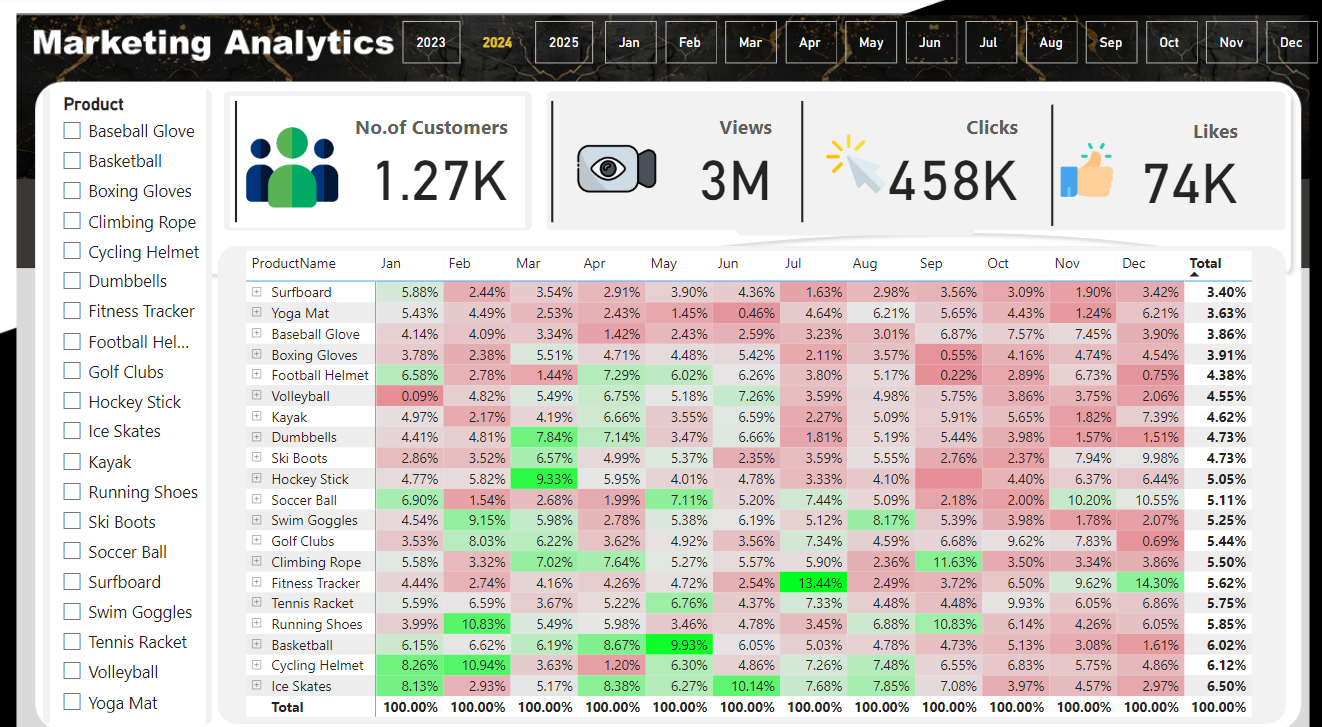 Marketing Analytics 2023 2024 2025 Jan Feb Mar Apr May Jun Jul Aug Sep Oct Nov Dec
Product
Baseball Glove
Basketball
Boxing Gloves
Climbing Rope
Cycling Helmet
Dumbbells
Fitness Tracker
Football Hel...
Golf Clubs
Hockey Stick
Ice Skates
Kayak
Running Shoes
Ski Boots
Soccer Ball
Surfboard
Swim Goggles
Tennis Racket
Volleyball
Yoga Mat
No.of Customers
1.27K
Views
3M
Clicks
458K
Likes
74K
ProductName Jan Feb Mar Apr May Jun Jul Aug Sep Oct Nov Dec Total
Surfboard 5.88% 2.44% 3.54% 2.91% 3.90% 4.36% 1.63% 2.98% 3.56% 3.09% 1.90% 3.42% 3.40%
Yoga Mat 5.43% 4.49% 2.53% 2.43% 1.45% 0.46% 4.64% 6.21% 5.65% 4.43% 1.24% 6.21% 3.63%
Baseball Glove 4.14% 4.09% 3.34% 1.42% 2.43% 2.59% 3.23% 3.01% 6.87% 7.57% 7.45% 3.90% 3.86%
Boxing Gloves 3.78% 2.38% 5.51% 4.71% 4.48% 5.42% 2.11% 3.57% 0.55% 4.16% 4.74% 4.54% 3.91%
Football Helmet 6.58% 2.78% 1.44% 7.29% 6.02% 6.26% 3.80% 5.17% 0.22% 2.89% 6.73% 0.75% 4.38%
Volleyball 0.09% 4.82% 5.49% 6.75% 5.18% 7.26% 3.59% 4.98% 5.75% 3.86% 3.75% 2.06% 4.55%
Kayak 4.97% 2.17% 4.19% 6.66% 3.55% 6.59% 2.27% 5.09% 5.91% 5.65% 1.82% 7.39% 4.62%
Dumbbells 4.41% 4.81% 7.84% 7.14% 3.47% 6.66% 1.81% 5.19% 5.44% 3.98% 1.57% 1.51% 4.73%
Ski Boots 2.86% 3.52% 6.57% 4.99% 5.37% 2.35% 3.59% 5.55% 2.76% 2.37% 7.94% 9.98% 4.73%
Hockey Stick 4.77% 5.82% 9.33% 5.95% 4.01% 4.78% 3.33% 4.10% 4.40% 6.37% 6.44% 5.05%
Soccer Ball 6.90% 1.54% 2.68% 1.99% 7.11% 5.20% 7.44% 5.09% 2.18% 2.00% 10.20% 10.55% 5.11%
Swim Goggles 4.54% 9.15% 5.98% 2.78% 5.38% 6.19% 5.12% 8.17% 5.39% 3.98% 1.78% 2.07% 5.25%
Golf Clubs 3.53% 8.03% 6.22% 3.62% 4.92% 3.56% 7.34% 4.59% 6.68% 9.62% 7.83% 0.69% 5.44%
Climbing Rope 5.58% 3.32% 7.02% 7.64% 5.27% 5.57% 5.90% 2.36% 11.63% 3.50% 3.34% 3.86% 5.50%
Fitness Tracker 4.44% 2.74% 4.16% 4.26% 4.72% 2.54% 13.44% 2.49% 3.72% 6.50% 9.62% 14.30% 5.62%
Tennis Racket 5.59% 6.59% 3.67% 5.22% 6.76% 4.37% 7.33% 4.48% 4.48% 9.93% 6.05% 6.86% 5.75%
Running Shoes 3.99% 10.83% 5.49% 5.98% 3.46% 4.78% 3.45% 6.88% 10.83% 6.14% 4.26% 6.05% 5.85%
Basketball 6.15% 6.62% 6.19% 8.67% 9.93% 6.05% 5.03% 4.78% 4.73% 5.13% 3.08% 1.61% 6.02%
Cycling Helmet 8.26% 10.94% 3.63% 1.20% 6.30% 4.86% 7.26% 7.48% 6.55% 6.83% 5.75% 4.86% 6.12%
Ice Skates 8.13% 2.93% 5.17% 8.38% 6.27% 10.14% 7.68% 7.85% 7.08% 3.97% 4.57% 2.97% 6.50%
Total 100.00% 100.00% 100.00% 100.00% 100.00% 100.00% 100.00% 100.00% 100.00% 100.00% 100.00% 100.00% 100.00%